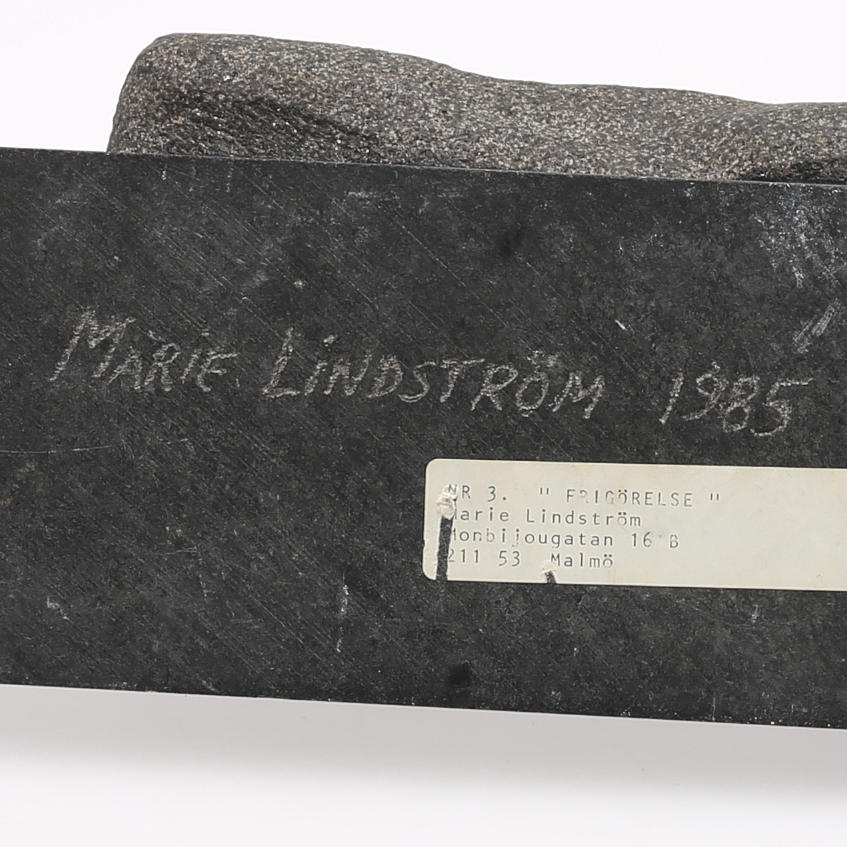 MARIE LINDSTRÖM 1985
NR 3. " FRIGÖRELSE "
Marie Lindström
Monbijougatan 16 B
211 53 Malmö